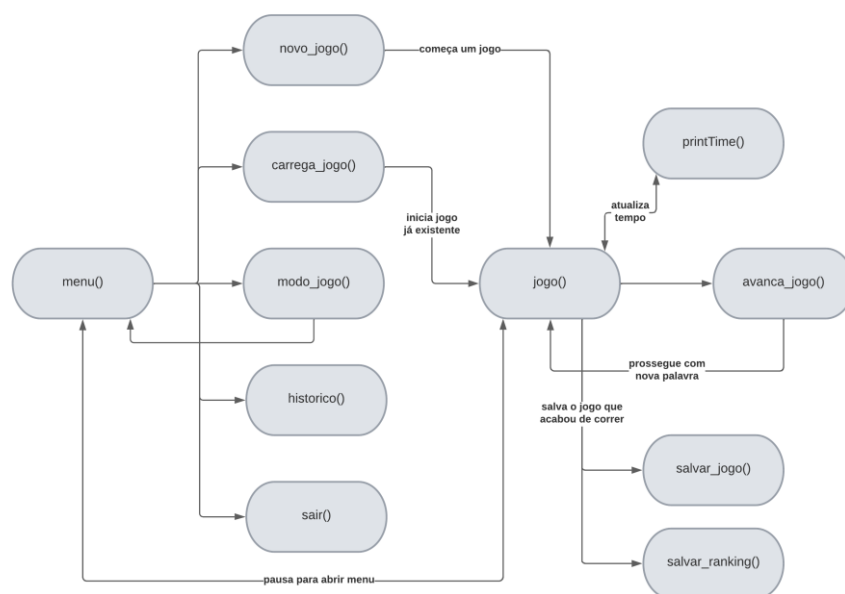 novo_jogo()
começa um jogo
printTime()
carrega_jogo()
atualiza
tempo
inicia jogo
já existente
menu()
modo_jogo()
jogo()
avanca_jogo()
prossegue com
nova palavra
historico()
salva o jogo que
acabou de correr
salvar_jogo()
sair()
salvar_ranking()
pausa para abrir menu